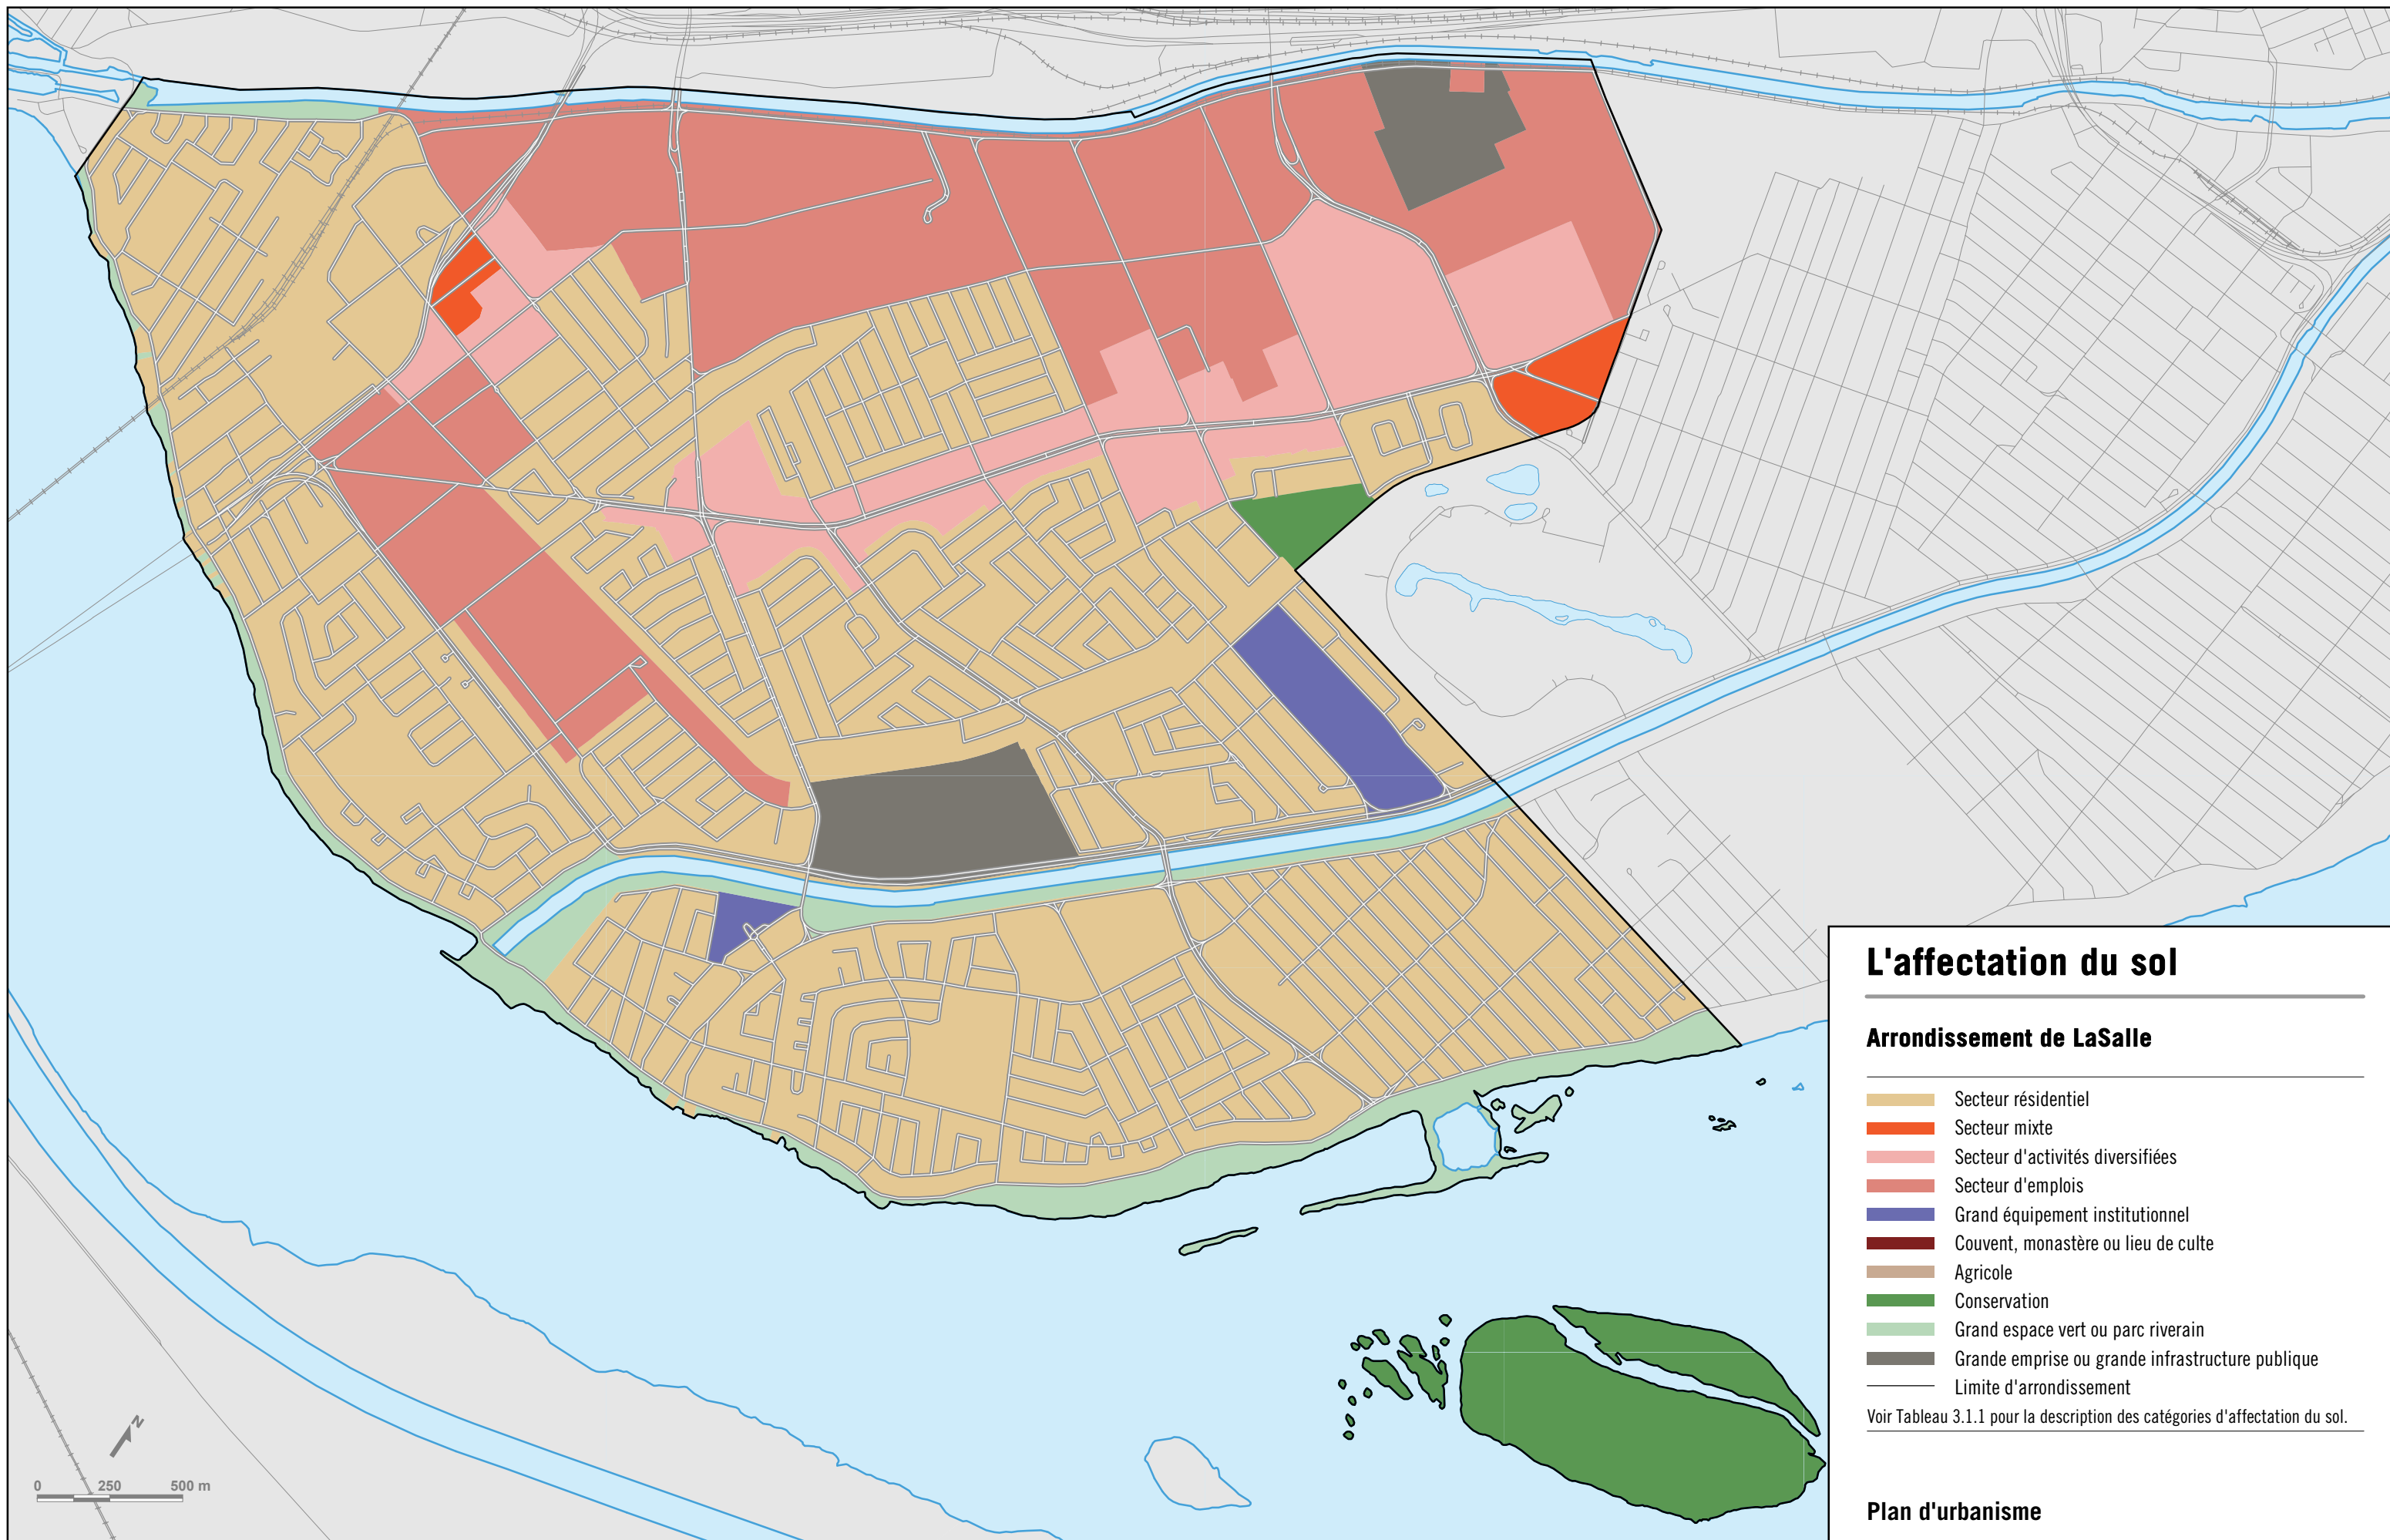 L'affectation du sol
Arrondissement de LaSalle
Secteur résidentiel
Secteur mixte
Secteur d'activités diversifiées
Secteur d'emplois
Grand équipement institutionnel
Couvent, monastère ou lieu de culte
Agricole
Conservation
Grand espace vert ou parc riverain
Grande emprise ou grande infrastructure publique
Limite d'arrondissement
Voir Tableau 3.1.1 pour la description des catégories d'affectation du sol.
Plan d'urbanisme
N
0 250 500 m